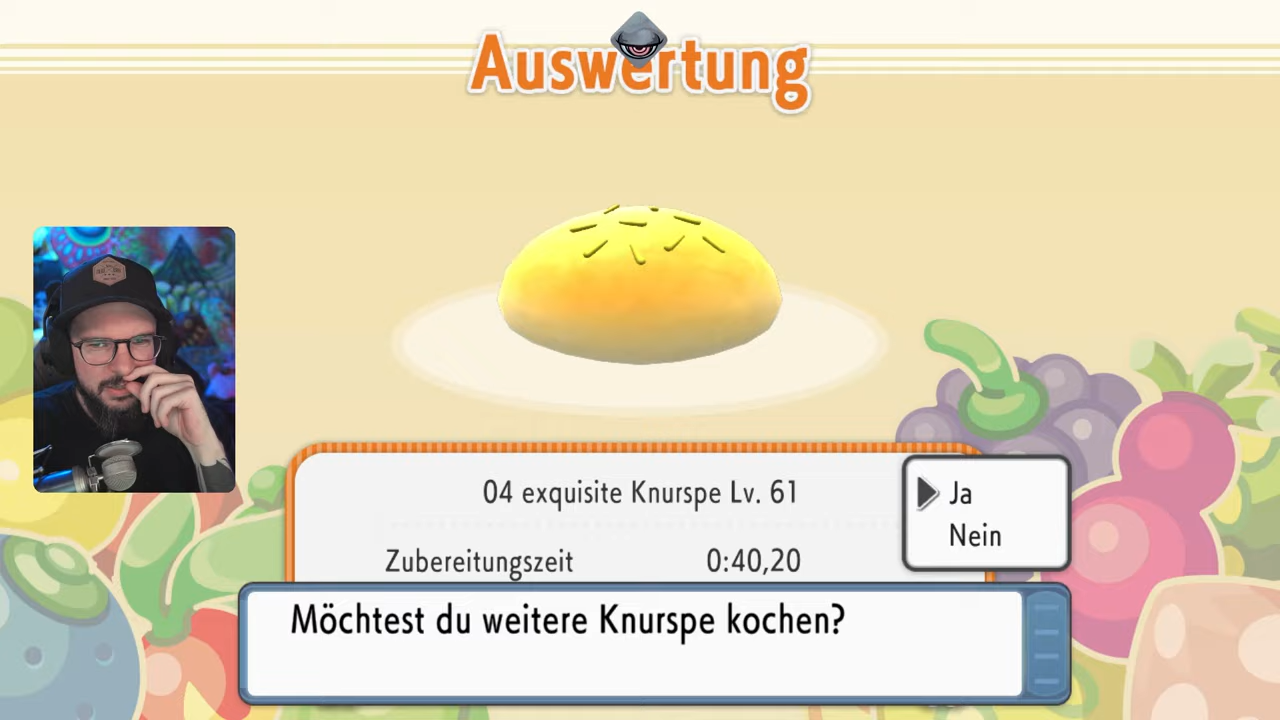 Auswertung
04 exquisite Knurspe Lv. 61
Zubereitungszeit 0:40,20
Ja
Nein
Möchtest du weitere Knurspe kochen?